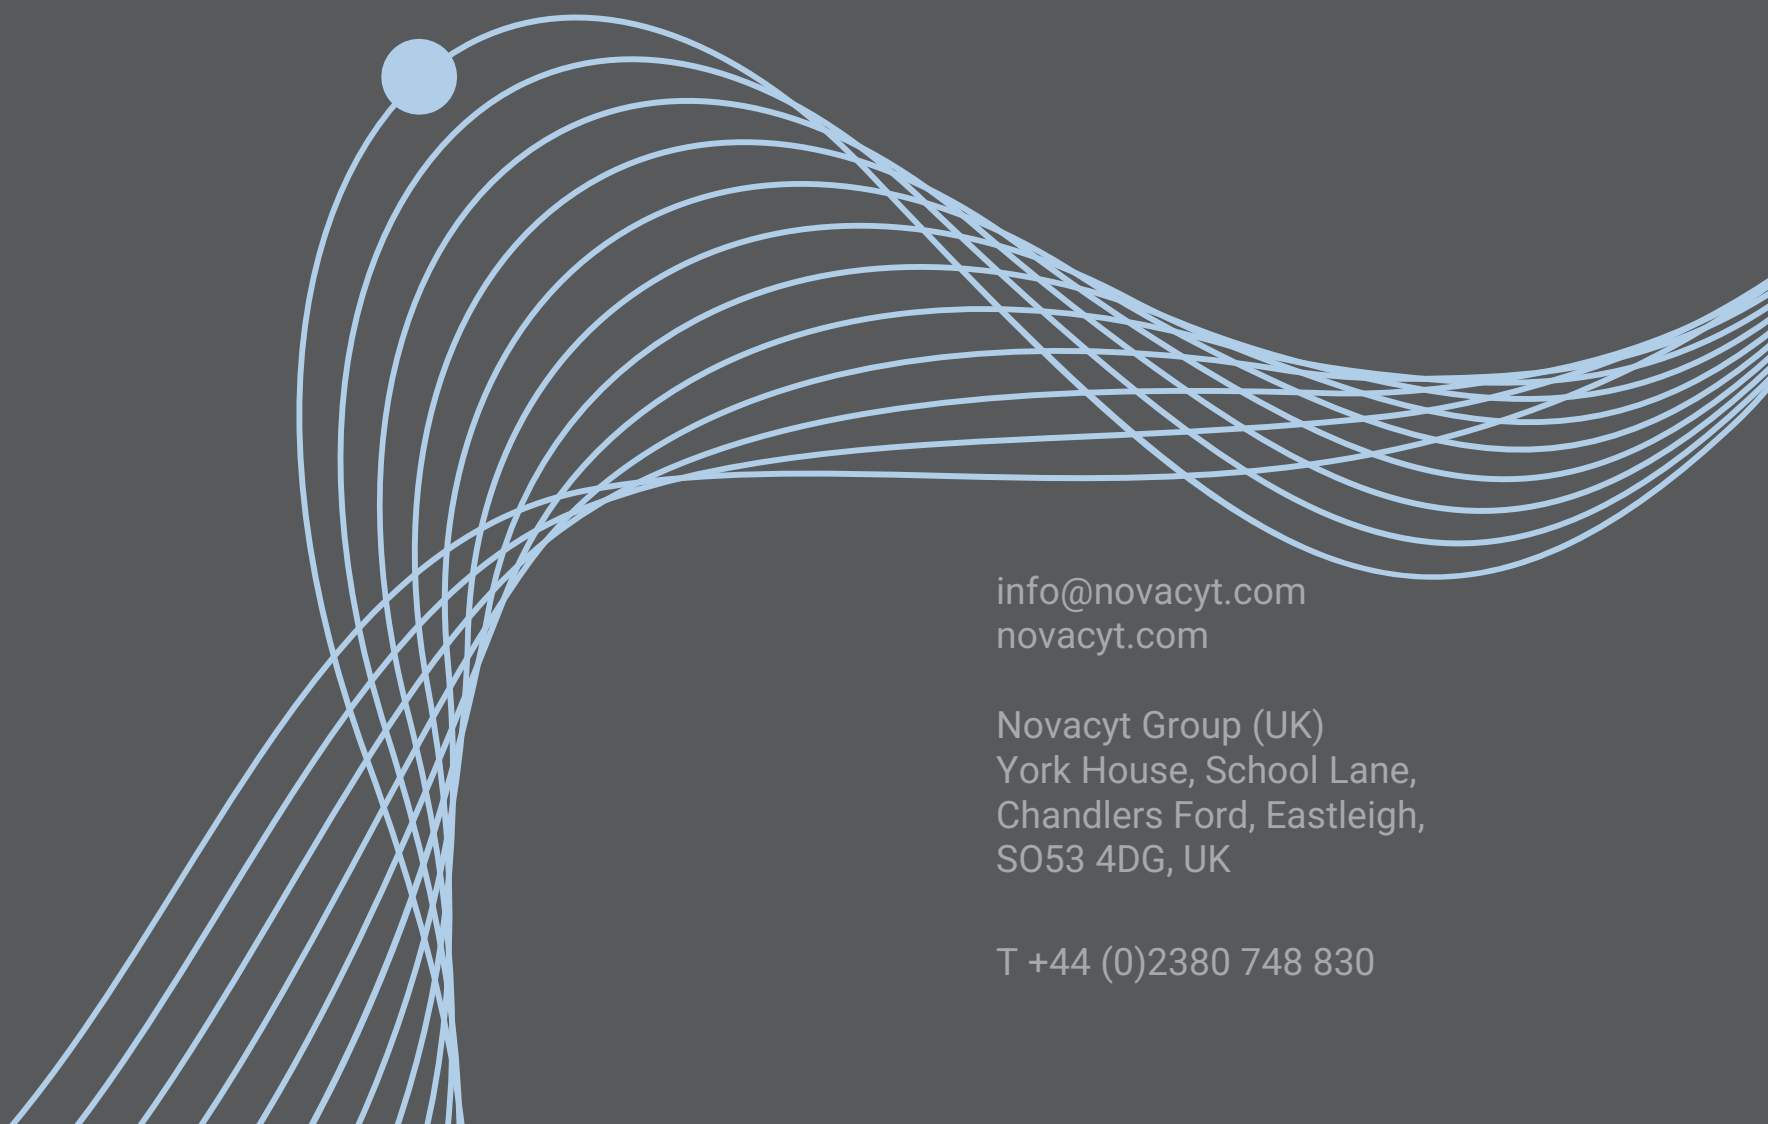 info@novacyt.com
novacyt.com
Novacyt Group (UK)
York House, School Lane,
Chandlers Ford, Eastleigh,
SO53 4DG, UK
T +44 (0)2380 748 830